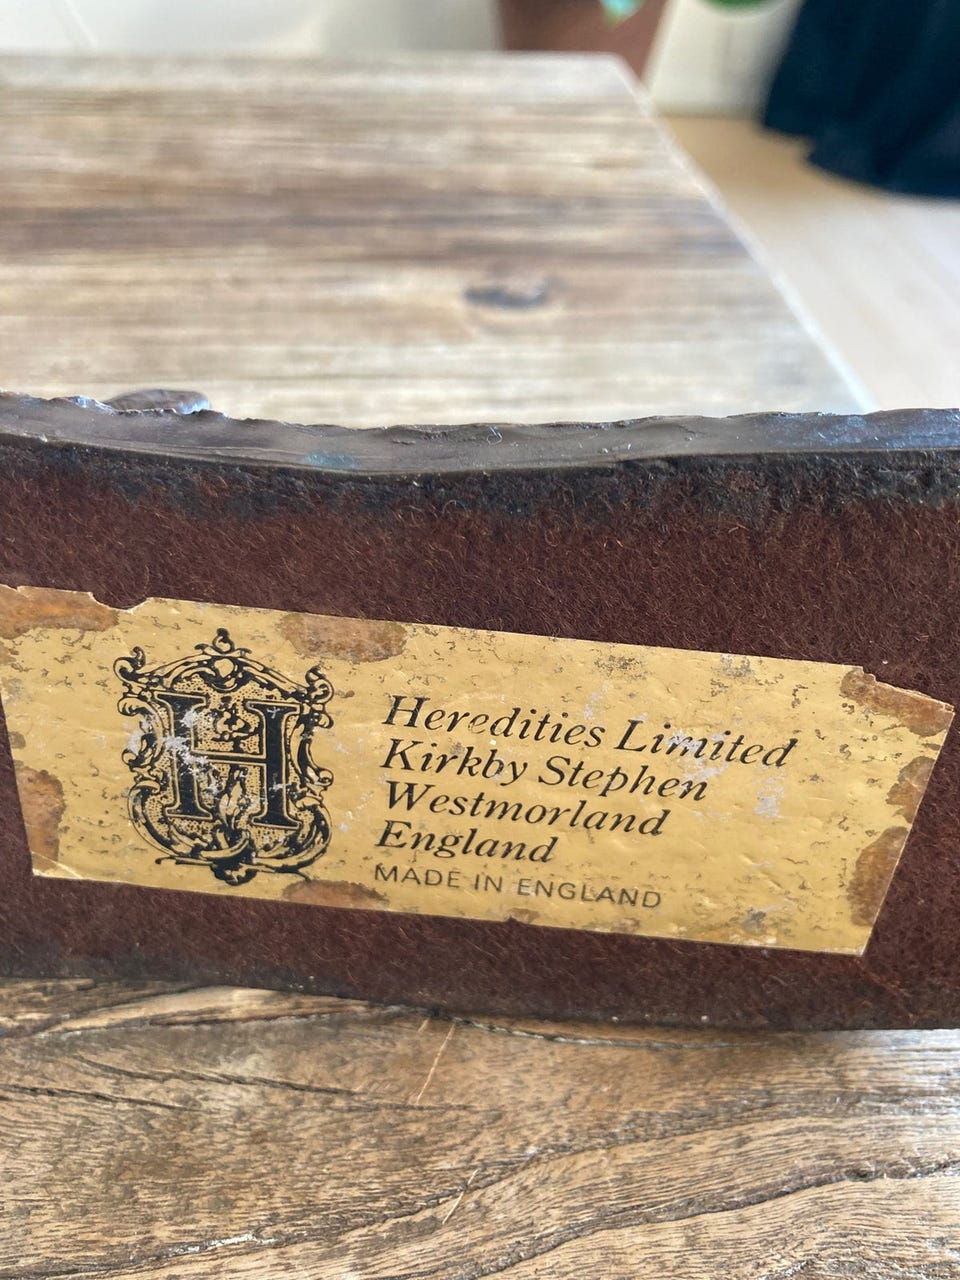 H
Heredities Limited
Kirkby Stephen
Westmorland
England
MADE IN ENGLAND